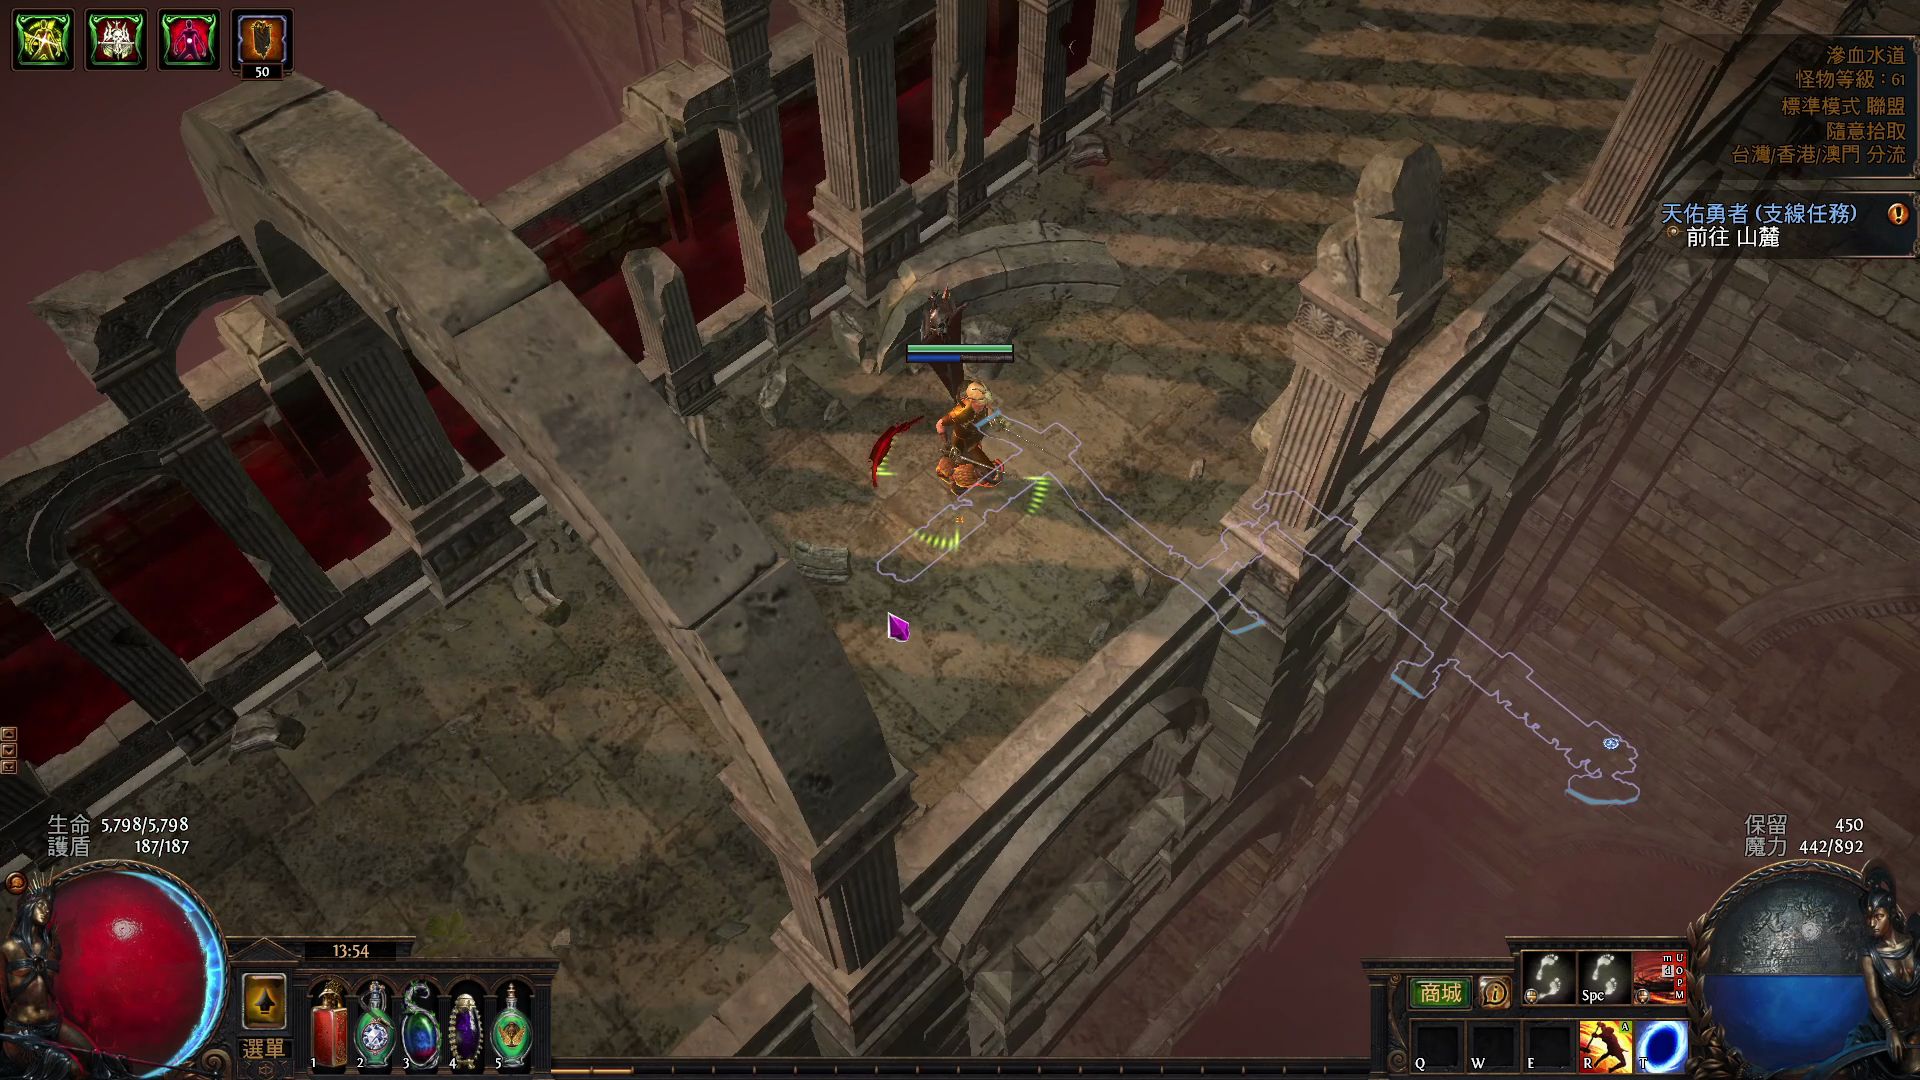 50
滲血水道
怪物等級：61
標準模式 聯盟
隨意拾取
台灣/香港/澳門 分流
天佑勇者 (支線任務)
前往 山麓
生命 5,798/5,798
護盾 187/187
保留 450
魔力 442/892
13:54
選單
1 2 3 4 5
商城
Spc
m U
d O
P
M
Q W E R A T